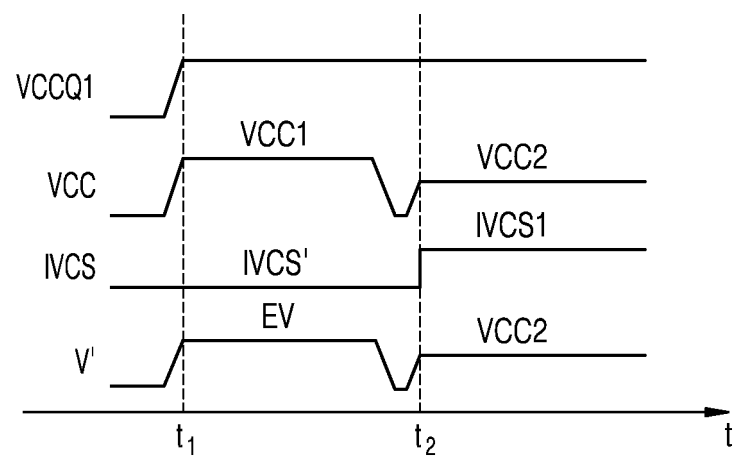 VCCQ1
VCC1
VCC
VCC2
IVCS1
IVCS
IVCS'
EV
VCC2
V'
t1
t2
t